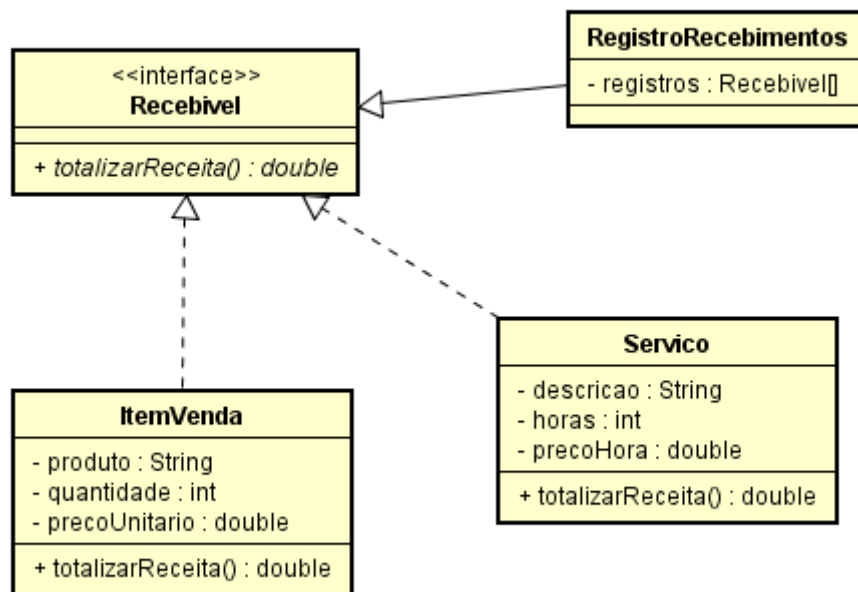 <<interface>>
Recebivel
+ totalizarReceita() : double
RegistroRecebimentos
- registros : Recebivel[]
ItemVenda
- produto : String
- quantidade : int
- precoUnitario : double
+ totalizarReceita() : double
Servico
- descricao : String
- horas : int
- precoHora : double
+ totalizarReceita() : double